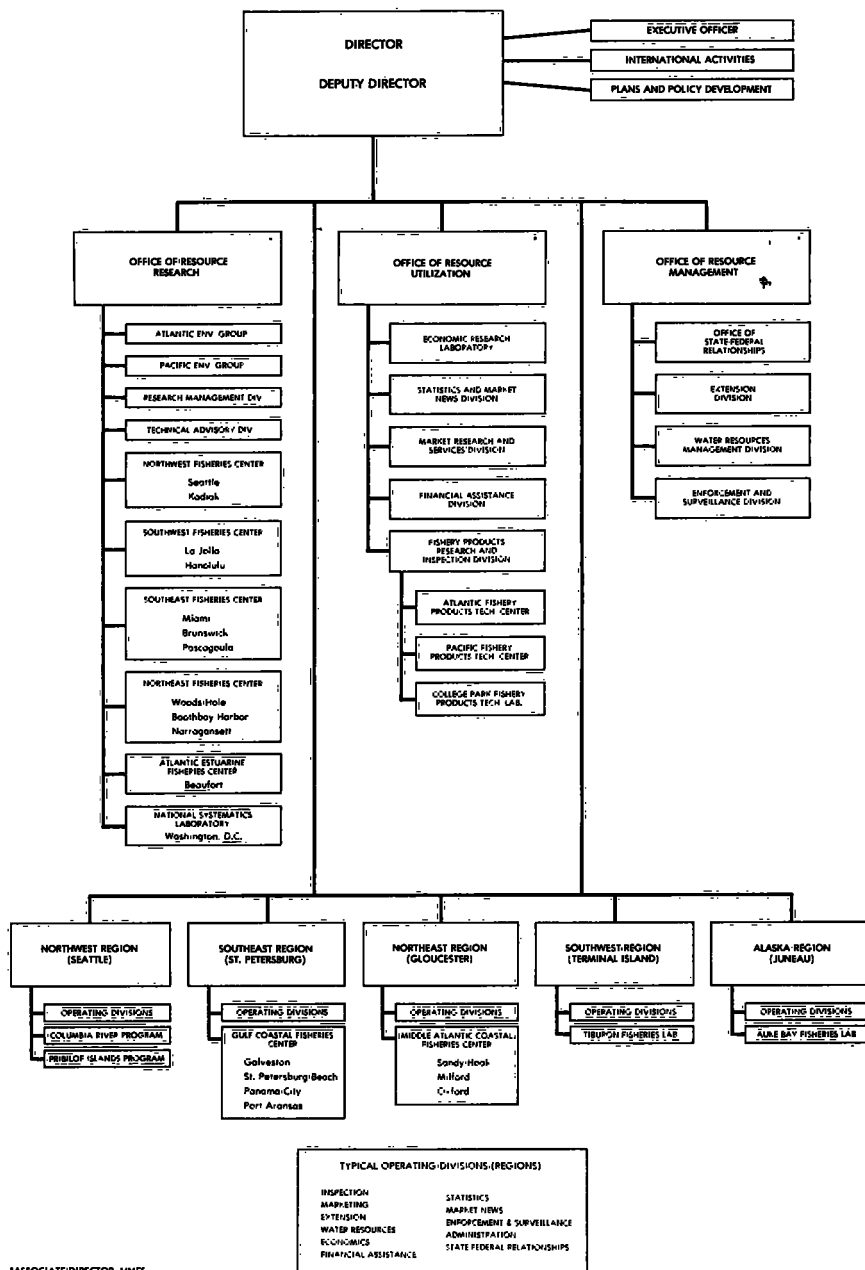 DIRECTOR
DEPUTY DIRECTOR
EXECUTIVE OFFICER
INTERNATIONAL ACTIVITIES
PLANS AND POLICY DEVELOPMENT
OFFICE OF RESOURCE
RESEARCH
ATLANTIC ENV. GROUP
PACIFIC ENV. GROUP
RESEARCH MANAGEMENT DIV
TECHNICAL ADVISORY DIV
NORTHWEST FISHERIES CENTER
Seattle
Kodiak
SOUTHWEST FISHERIES CENTER
La Jolla
Honolulu
SOUTHEAST FISHERIES CENTER
Miami
Brunswick
Pascagoula
NORTHEAST FISHERIES CENTER
Woods Hole
Boothbay Harbor
Narragansett
ATLANTIC ESTUARINE
FISHERIES CENTER
Beaufort
NATIONAL SYSTEMATICS
LABORATORY
Washington, D.C.
OFFICE OF RESOURCE
UTILIZATION
ECONOMIC RESEARCH
LABORATORY
STATISTICS AND MARKET
NEWS DIVISION
MARKET RESEARCH AND
SERVICES DIVISION
FINANCIAL ASSISTANCE
DIVISION
FISHERY PRODUCTS
RESEARCH AND
INSPECTION DIVISION
ATLANTIC FISHERY
PRODUCTS TECH CENTER
PACIFIC FISHERY
PRODUCTS TECH CENTER
COLLEGE PARK FISHERY
PRODUCTS TECH. LAB.
OFFICE OF RESOURCE
MANAGEMENT
OFFICE OF
STATE-FEDERAL
RELATIONSHIPS
EXTENSION
DIVISION
WATER RESOURCES
MANAGEMENT DIVISION
ENFORCEMENT AND
SURVEILLANCE DIVISION
NORTHWEST REGION
(SEATTLE)
OPERATING DIVISIONS
COLUMBIA RIVER PROGRAM
PRIBILOF ISLANDS PROGRAM
SOUTHEAST REGION
(ST. PETERSBURG)
OPERATING DIVISIONS
GULF COASTAL FISHERIES
CENTER
Galveston
St. Petersburg Beach
Panama City
Port Aransas
NORTHEAST REGION
(GLOUCESTER)
OPERATING DIVISIONS
MIDDLE ATLANTIC COASTAL
FISHERIES CENTER
Sandy Hook
Milford
Oxford
SOUTHWEST REGION
(TERMINAL ISLAND)
OPERATING DIVISIONS
TIBURON FISHERIES LAB
ALASKA REGION
(JUNEAU)
OPERATING DIVISIONS
AUKE BAY FISHERIES LAB
TYPICAL OPERATING DIVISIONS (REGIONS)
INSPECTION
MARKETING
EXTENSION
WATER RESOURCES
ECONOMICS
FINANCIAL ASSISTANCE
STATISTICS
MARKET NEWS
ENFORCEMENT & SURVEILLANCE
ADMINISTRATION
STATE FEDERAL RELATIONSHIPS